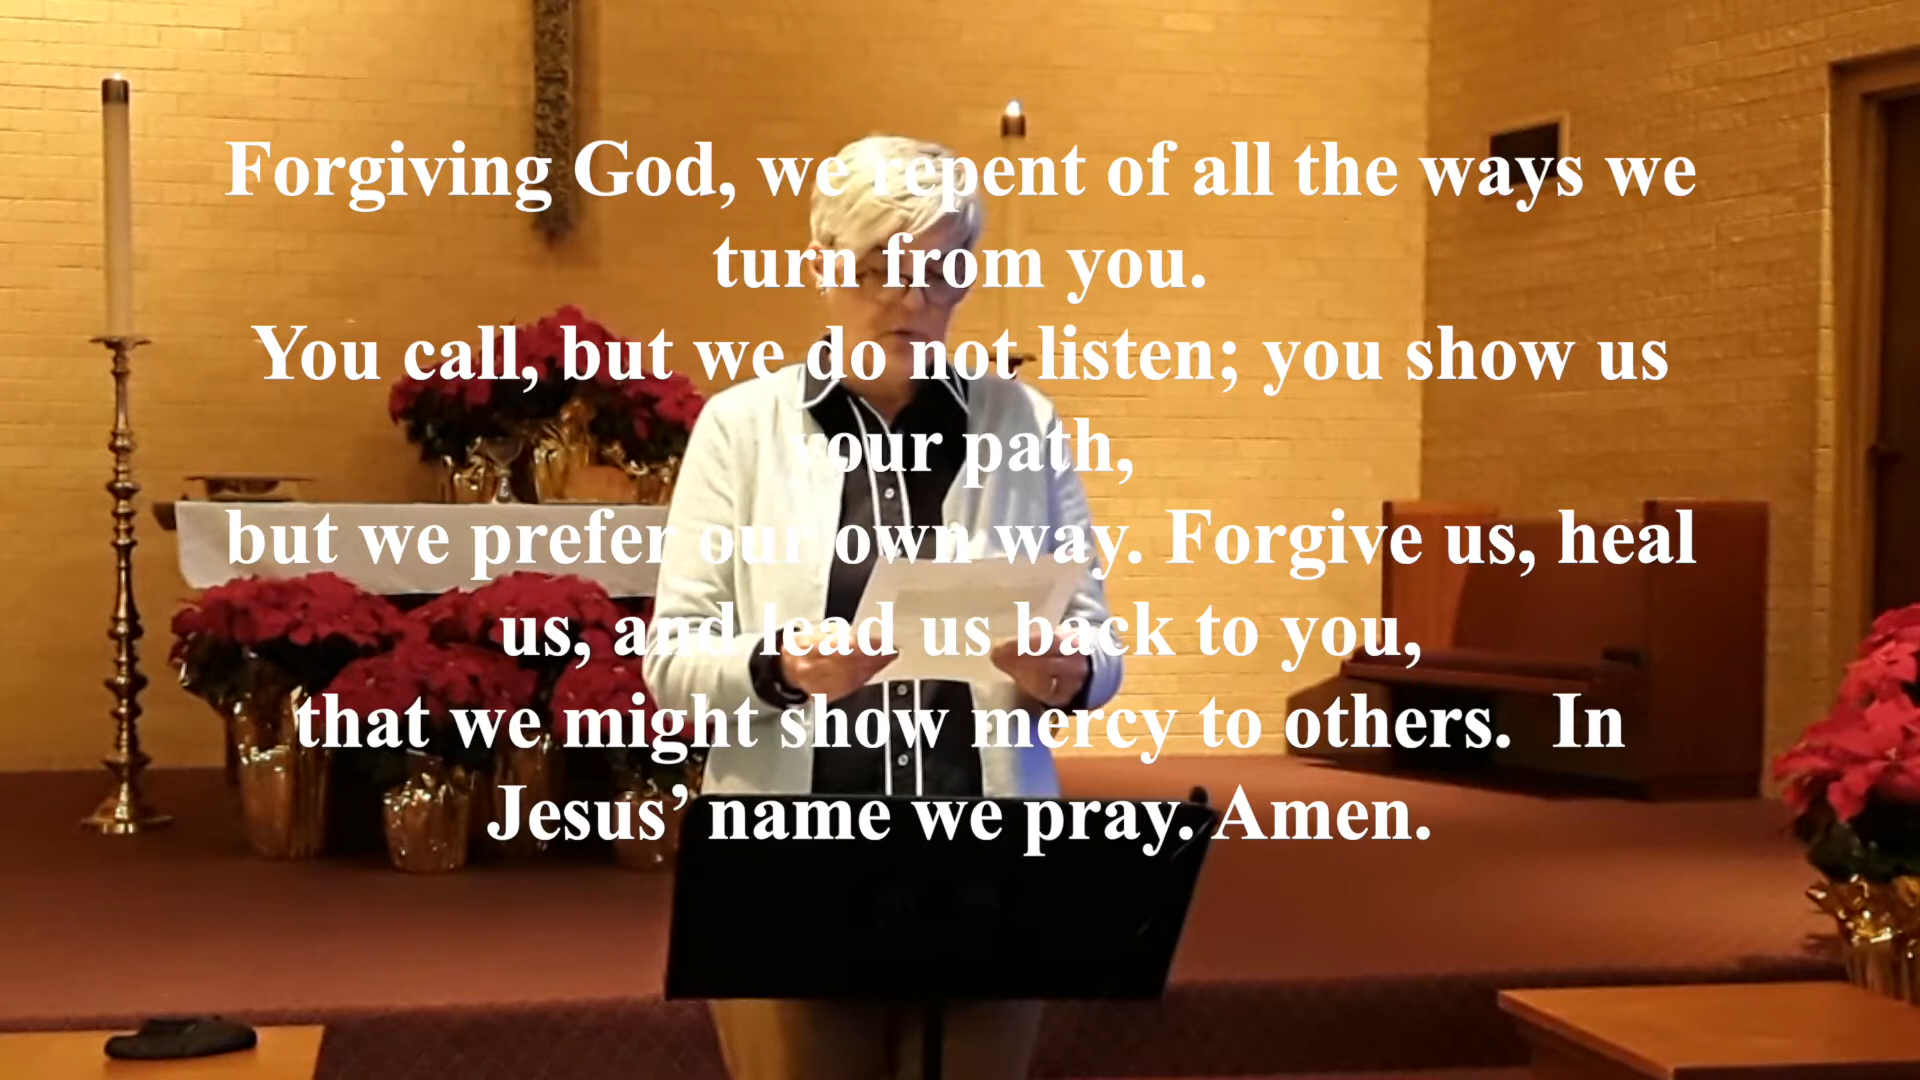 Forgiving God, we repent of all the ways we
turn from you.
You call, but we do not listen; you show us
your path,
but we prefer our own way. Forgive us, heal
us, and lead us back to you,
that we might show mercy to others.  In
Jesus’ name we pray. Amen.